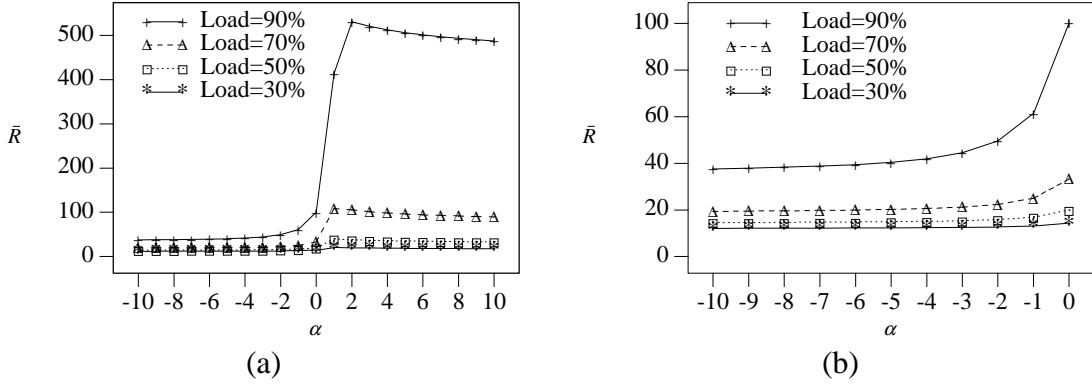 Load=90%
Load=70%
Load=50%
Load=30%
500
400
300
200
100
0
R̄
-10 -8 -6 -4 -2 0 2 4 6 8 10
α
(a)
Load=90%
Load=70%
Load=50%
Load=30%
100
80
60
40
20
0
R̄
-10 -9 -8 -7 -6 -5 -4 -3 -2 -1 0
α
(b)